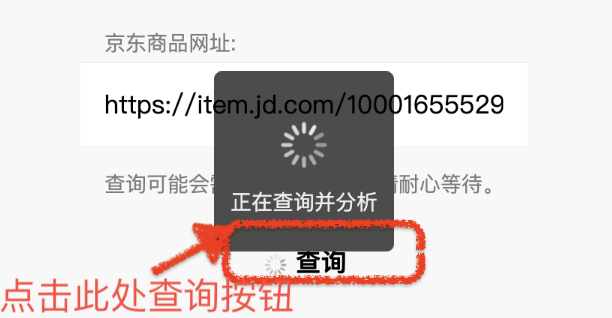 京东商品网址:
https://item.jd.com/10001655529
正在查询并分析
查询可能会
请耐心等待。
查询
点击此处查询按钮